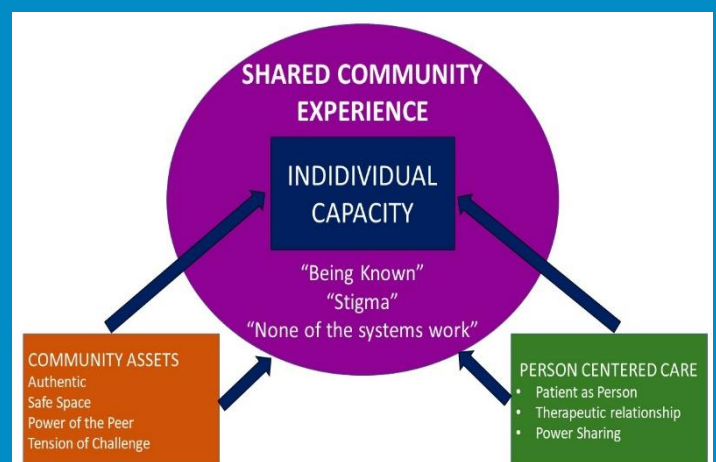 SHARED COMMUNITY
EXPERIENCE
INDIDIVIDUAL
CAPACITY
“Being Known”
“Stigma”
“None of the systems work”
COMMUNITY ASSETS
Authentic
Safe Space
Power of the Peer
Tension of Challenge
PERSON CENTERED CARE
• Patient as Person
• Therapeutic relationship
• Power Sharing